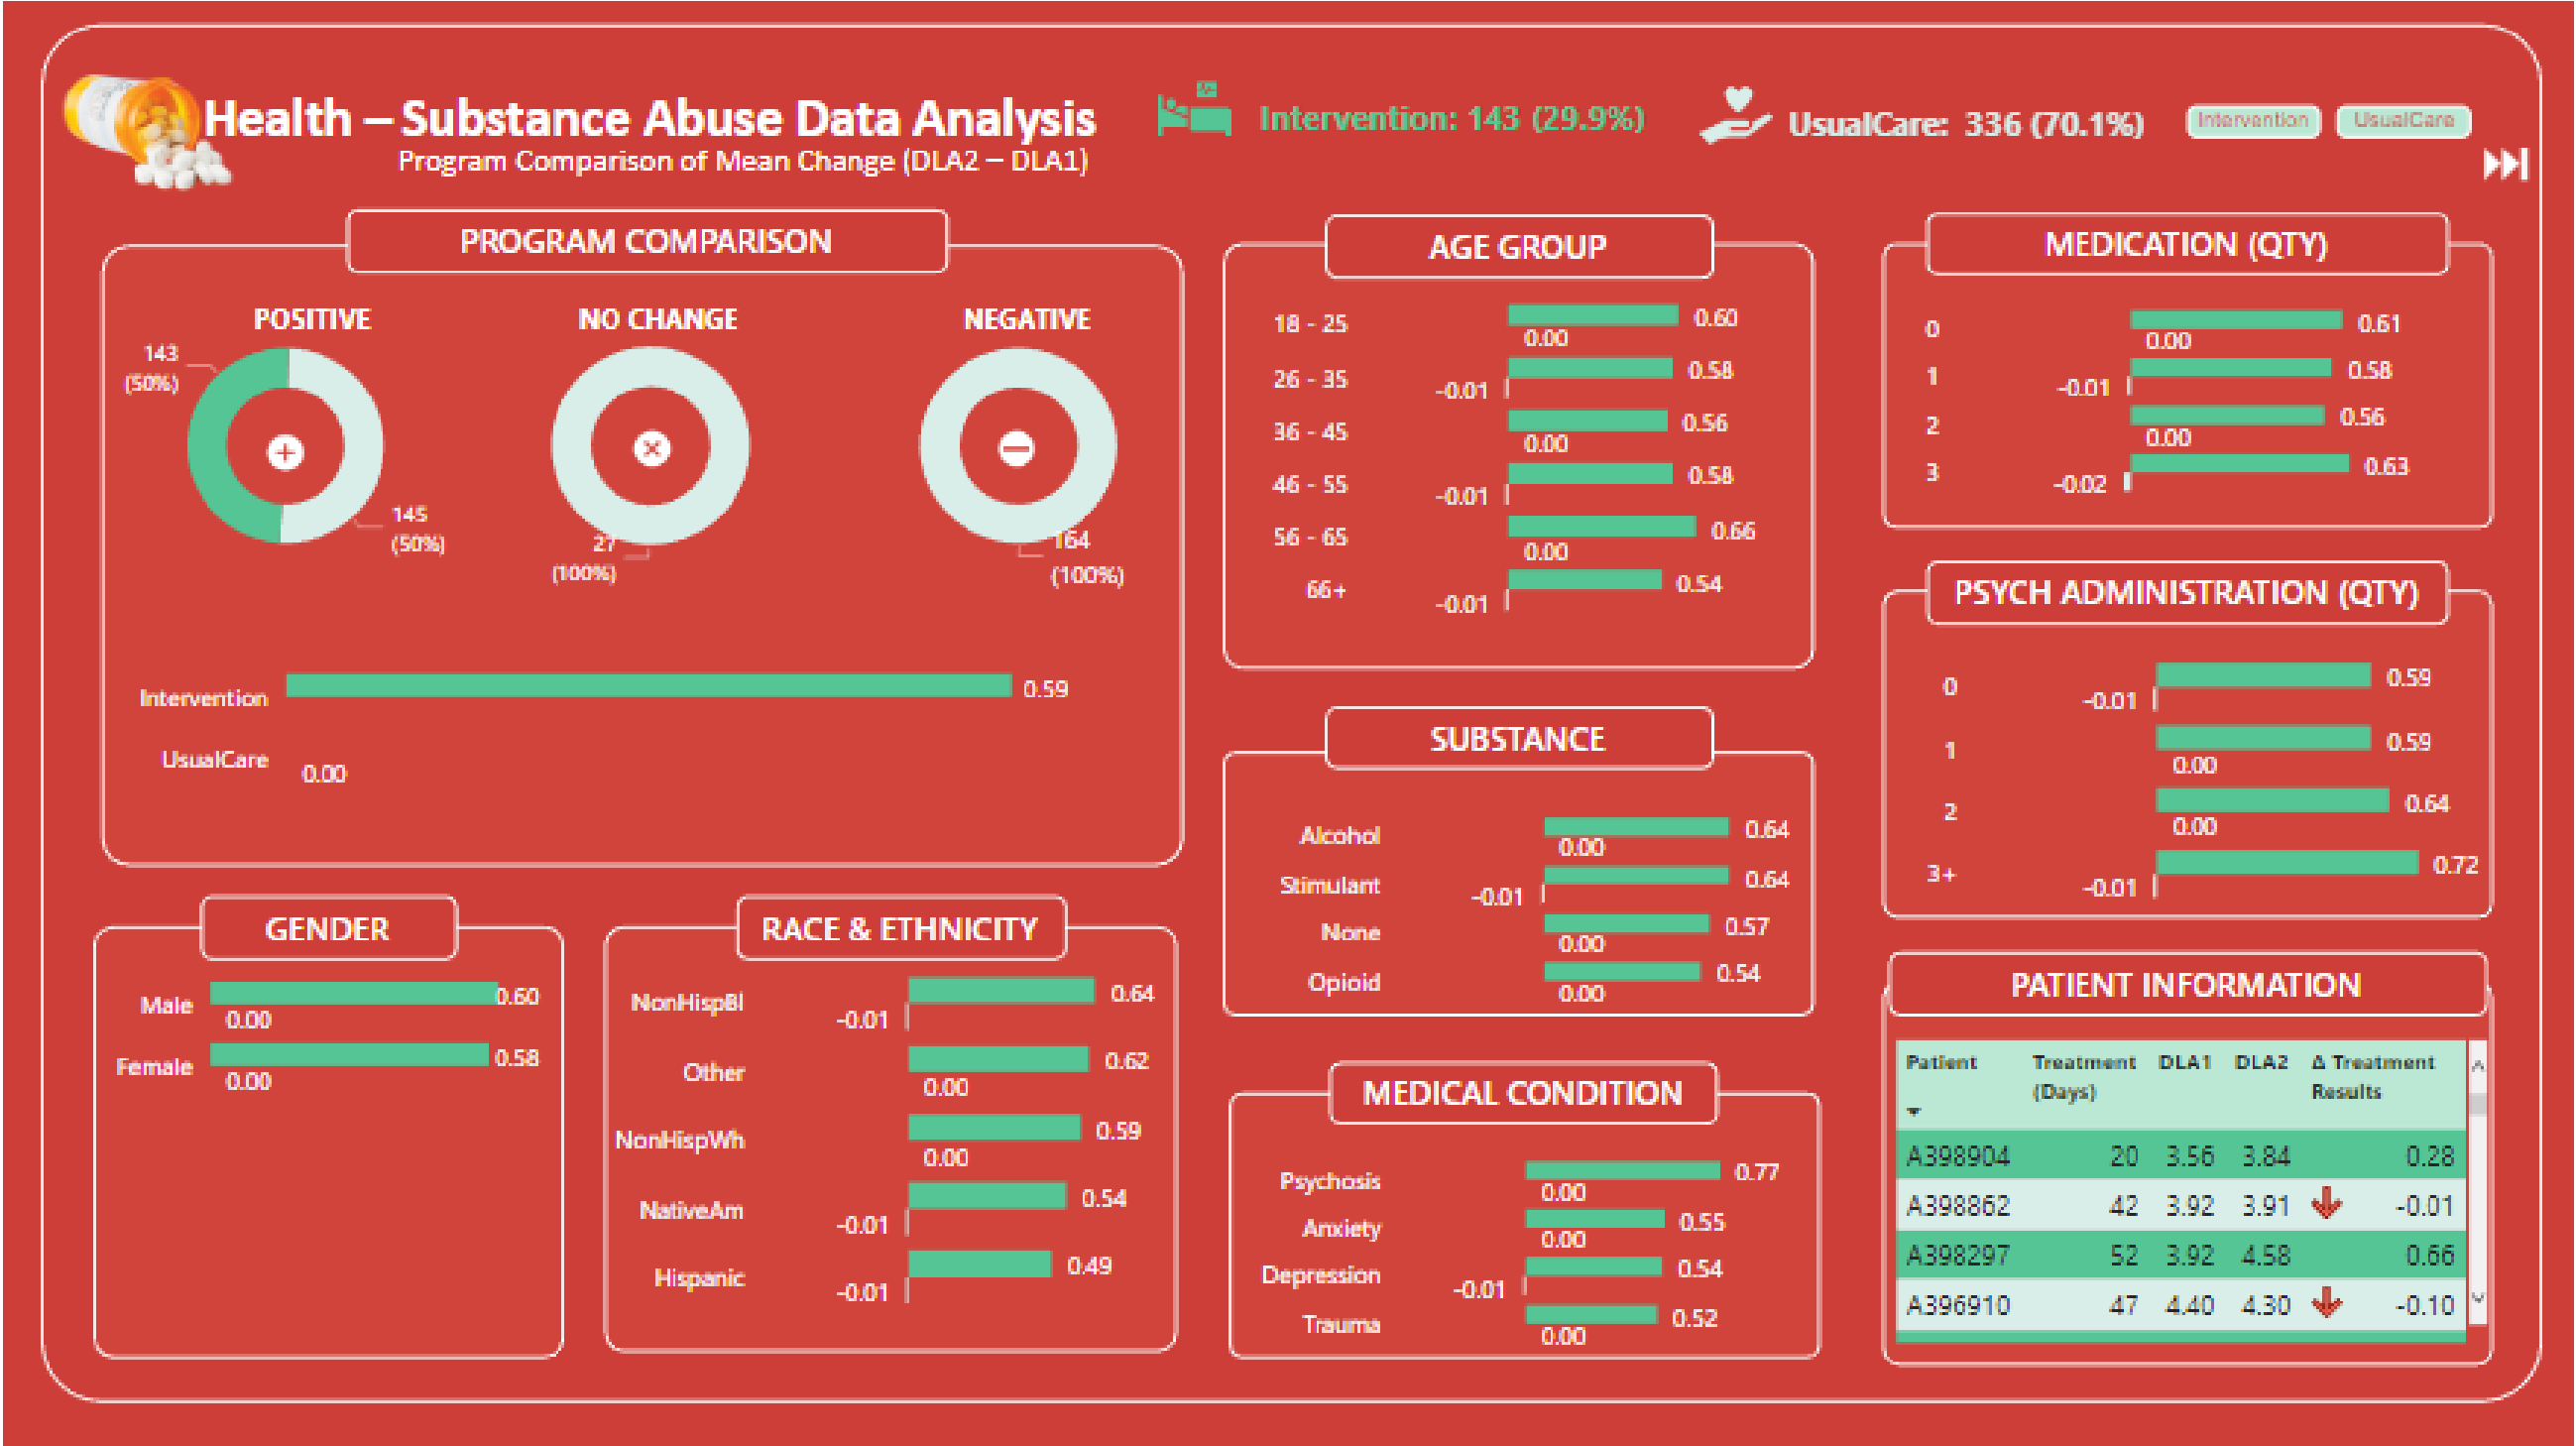 Health – Substance Abuse Data Analysis
Program Comparison of Mean Change (DLA2 – DLA1)
Intervention: 143 (29.9%)
UsualCare: 336 (70.1%)
Intervention
UsualCare
PROGRAM COMPARISON
POSITIVE
NO CHANGE
NEGATIVE
143
(50%)
145
(50%)
27
(100%)
164
(100%)
Intervention 0.59
UsualCare 0.00
GENDER
Male 0.60
0.00
Female 0.58
0.00
RACE & ETHNICITY
NonHispBl 0.64
-0.01
Other 0.62
0.00
NonHispWh 0.59
0.00
NativeAm 0.54
-0.01
Hispanic 0.49
-0.01
AGE GROUP
18 - 25 0.60
0.00
26 - 35 0.58
-0.01
36 - 45 0.56
0.00
46 - 55 0.58
-0.01
56 - 65 0.66
0.00
66+ 0.54
-0.01
SUBSTANCE
Alcohol 0.64
0.00
Stimulant 0.64
-0.01
None 0.57
0.00
Opioid 0.54
0.00
MEDICAL CONDITION
Psychosis 0.77
0.00
Anxiety 0.55
0.00
Depression 0.54
-0.01
Trauma 0.52
0.00
MEDICATION (QTY)
0 0.61
0.00
1 0.58
-0.01
2 0.56
0.00
3 0.63
-0.02
PSYCH ADMINISTRATION (QTY)
0 0.59
-0.01
1 0.59
0.00
2 0.64
0.00
3+ 0.72
-0.01
PATIENT INFORMATION
Patient Treatment DLA1 DLA2 Δ Treatment
(Days) Results
A398904 20 3.56 3.84 0.28
A398862 42 3.92 3.91 -0.01
A398297 52 3.92 4.58 0.66
A396910 47 4.40 4.30 -0.10